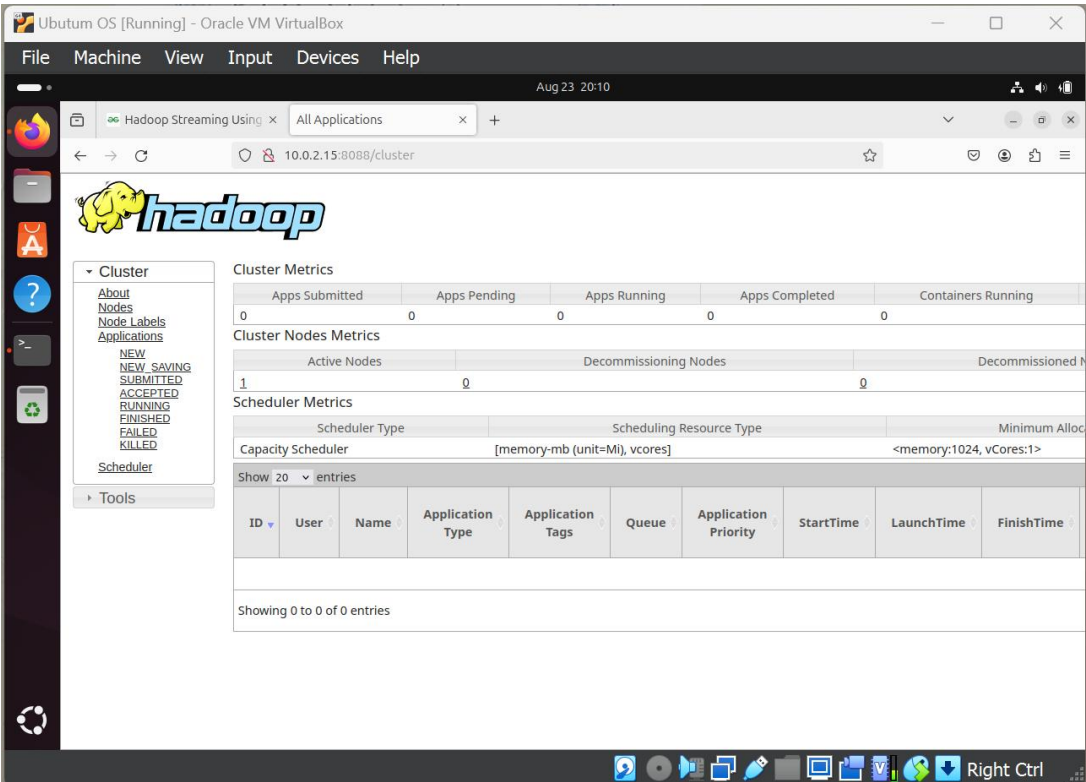 Ubutum OS [Running] - Oracle VM VirtualBox
File Machine View Input Devices Help
Aug 23 20:10
Hadoop Streaming Using
All Applications
10.0.2.15:8088/cluster
hadoop
Cluster
About
Nodes
Node Labels
Applications
NEW
NEW_SAVING
SUBMITTED
ACCEPTED
RUNNING
FINISHED
FAILED
KILLED
Scheduler
Tools
Cluster Metrics
Apps Submitted Apps Pending Apps Running Apps Completed Containers Running
0 0 0 0 0
Cluster Nodes Metrics
Active Nodes Decommissioning Nodes Decommissioned
1 0 0
Scheduler Metrics
Scheduler Type Scheduling Resource Type Minimum Alloc
Capacity Scheduler [memory-mb (unit=Mi), vcores] <memory:1024, vCores:1>
Show 20 entries
ID User Name Application Type Application Tags Queue Application Priority StartTime LaunchTime FinishTime
Showing 0 to 0 of 0 entries
Right Ctrl